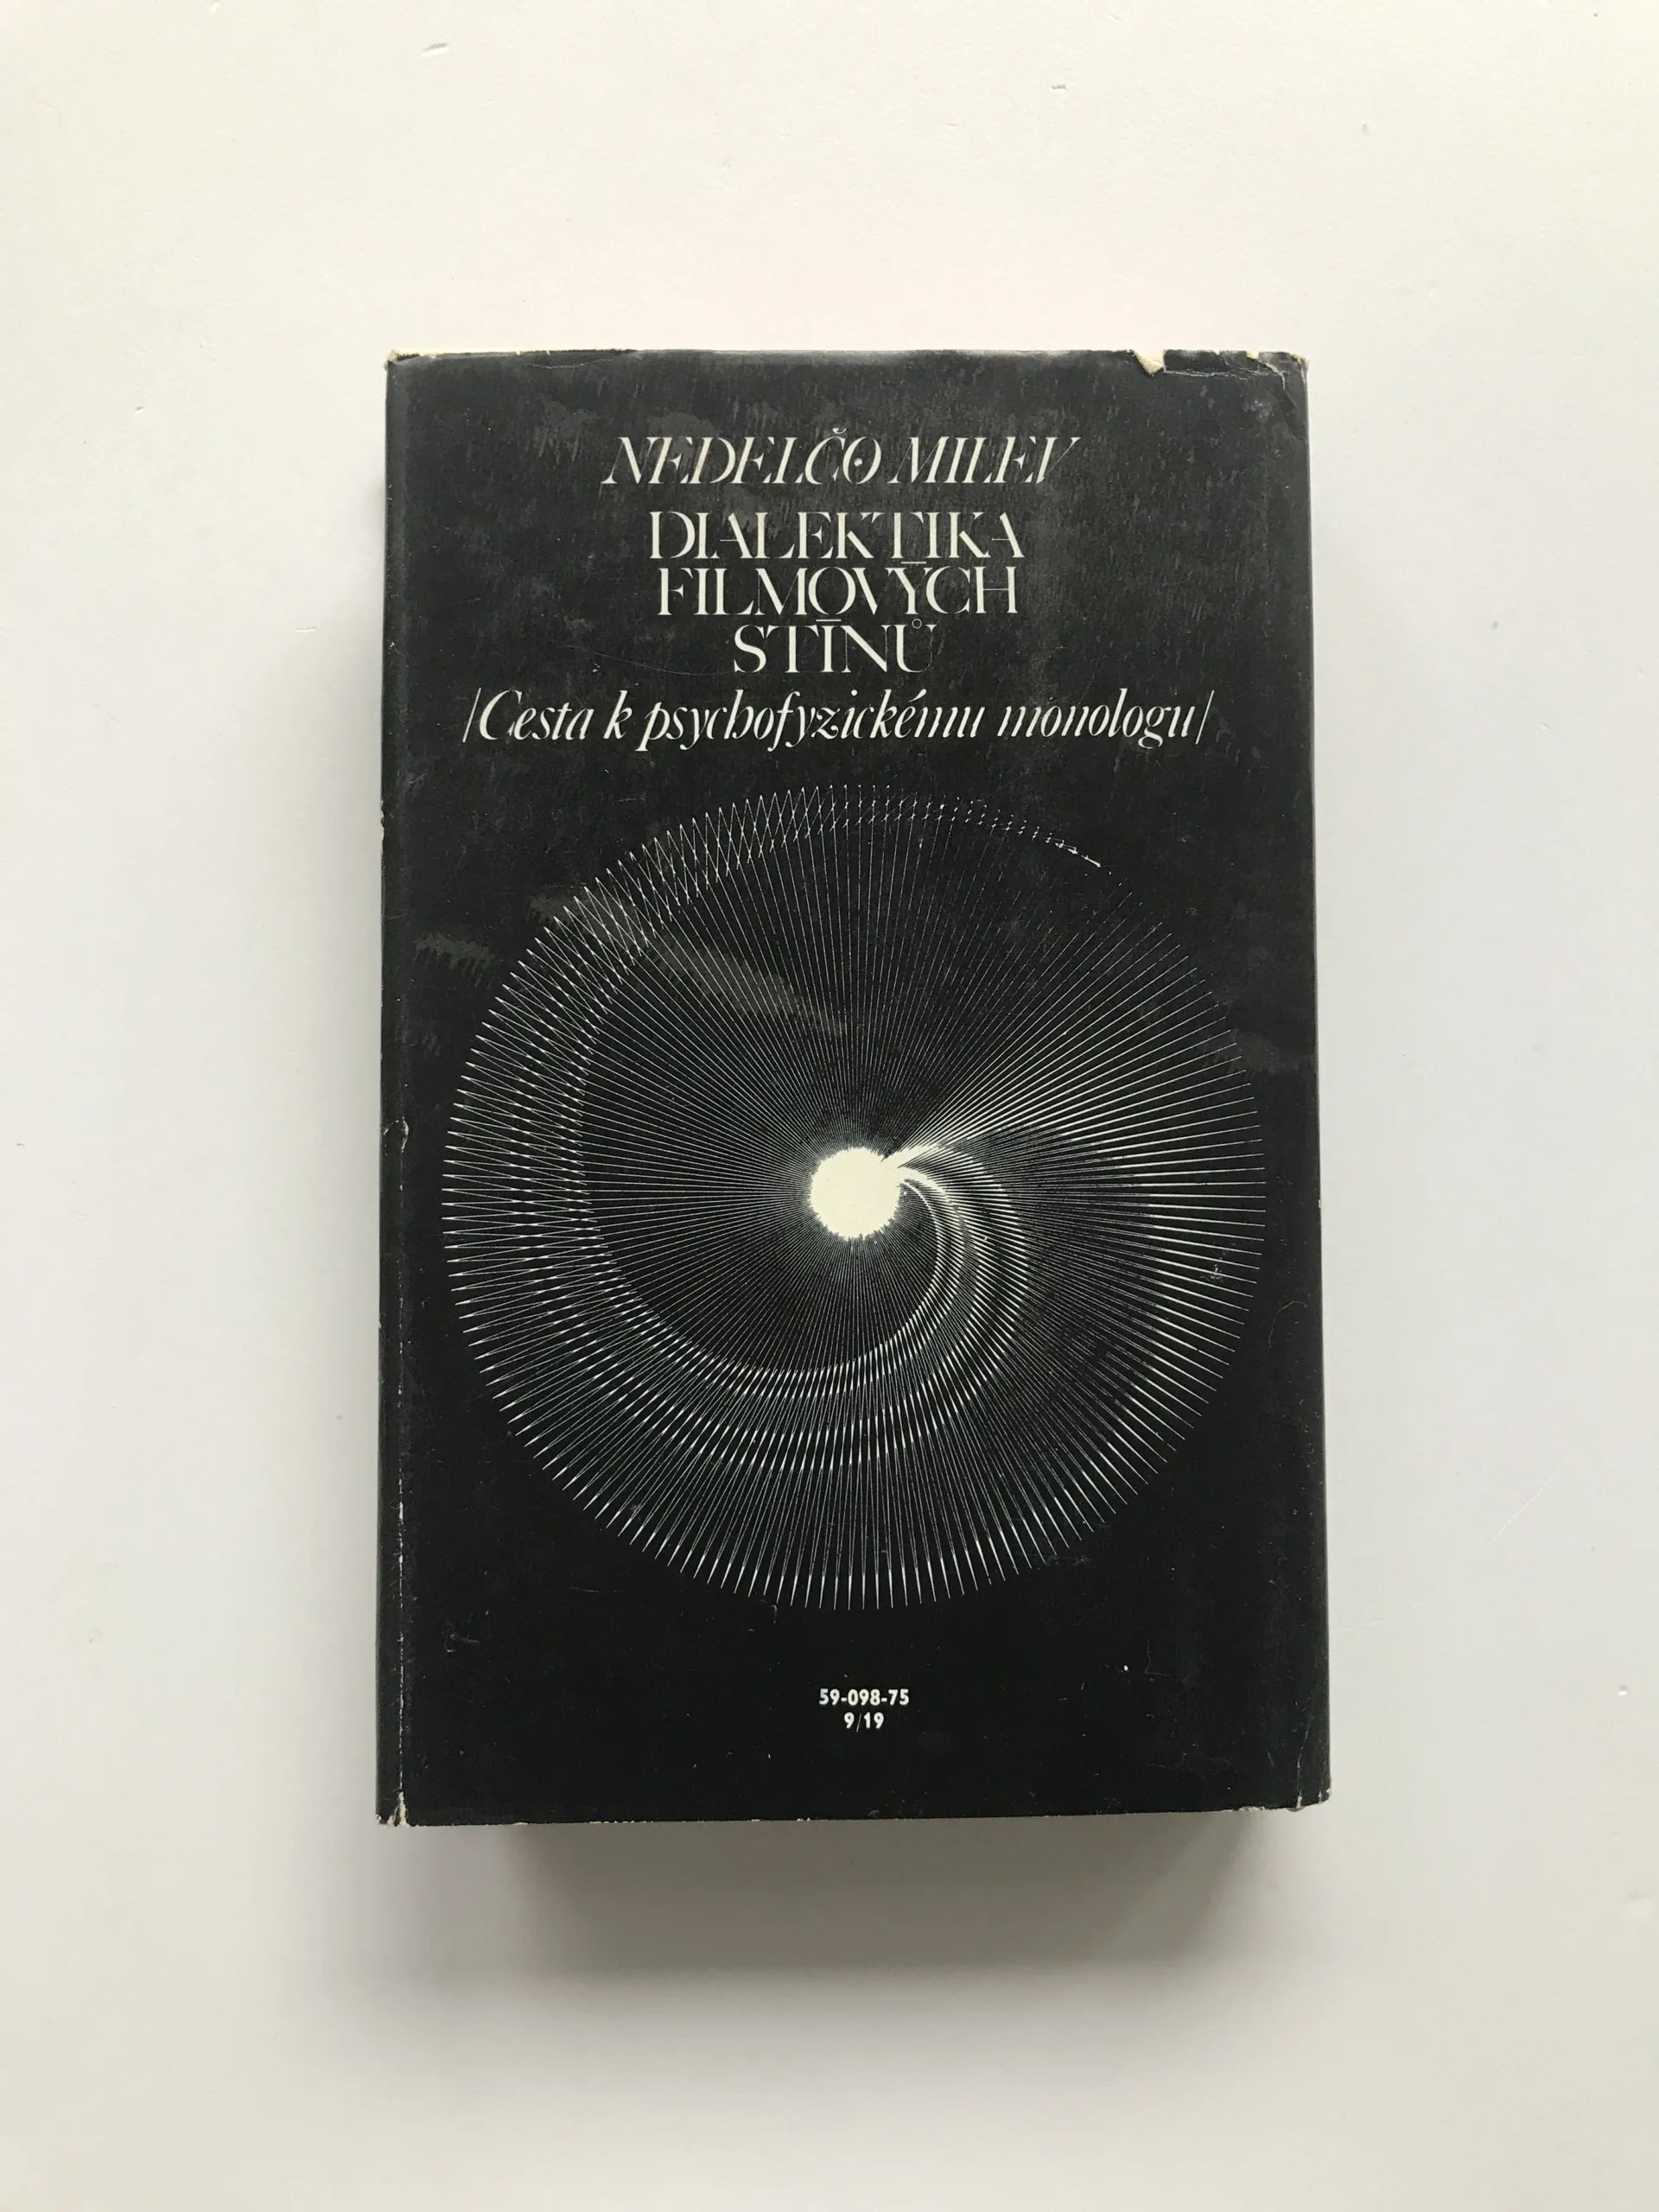 NEDELČO MILEV
DIALEKTIKA
FILMOVÝCH
STÍNŮ
/Cesta k psychofyzickému monologu/
59-098-75
9/19